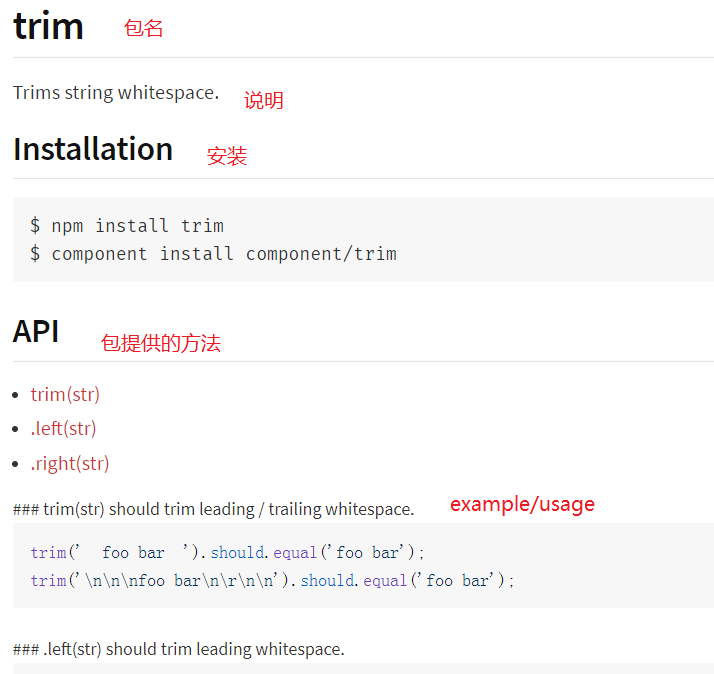 trim 包名
Trims string whitespace. 说明
Installation 安装
$ npm install trim
$ component install component/trim
API 包提供的方法
• trim(str)
• .left(str)
• .right(str)
### trim(str) should trim leading / trailing whitespace. example/usage
trim('  foo bar  ').should.equal('foo bar');
trim('\n\n\nfoo bar\n\r\n\n').should.equal('foo bar');
### .left(str) should trim leading whitespace.